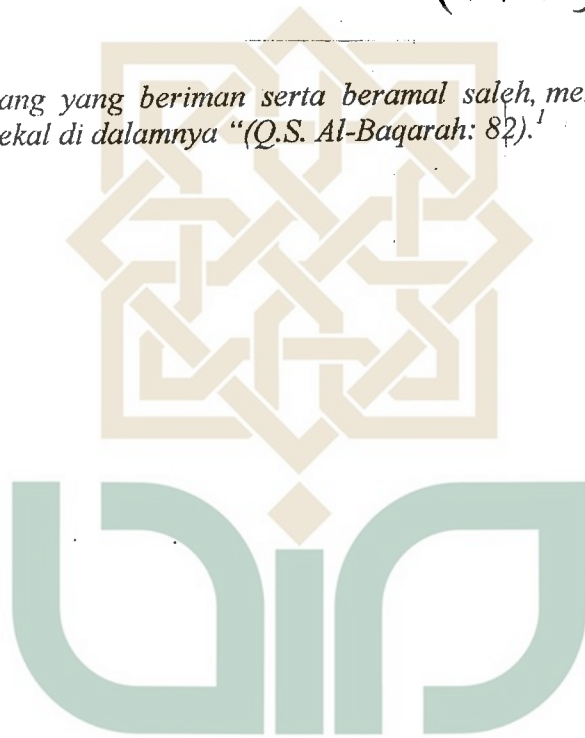 ang yang beriman serta beramal saleh, me
ekal di dalamnya “(Q.S. Al-Baqarah: 82).¹